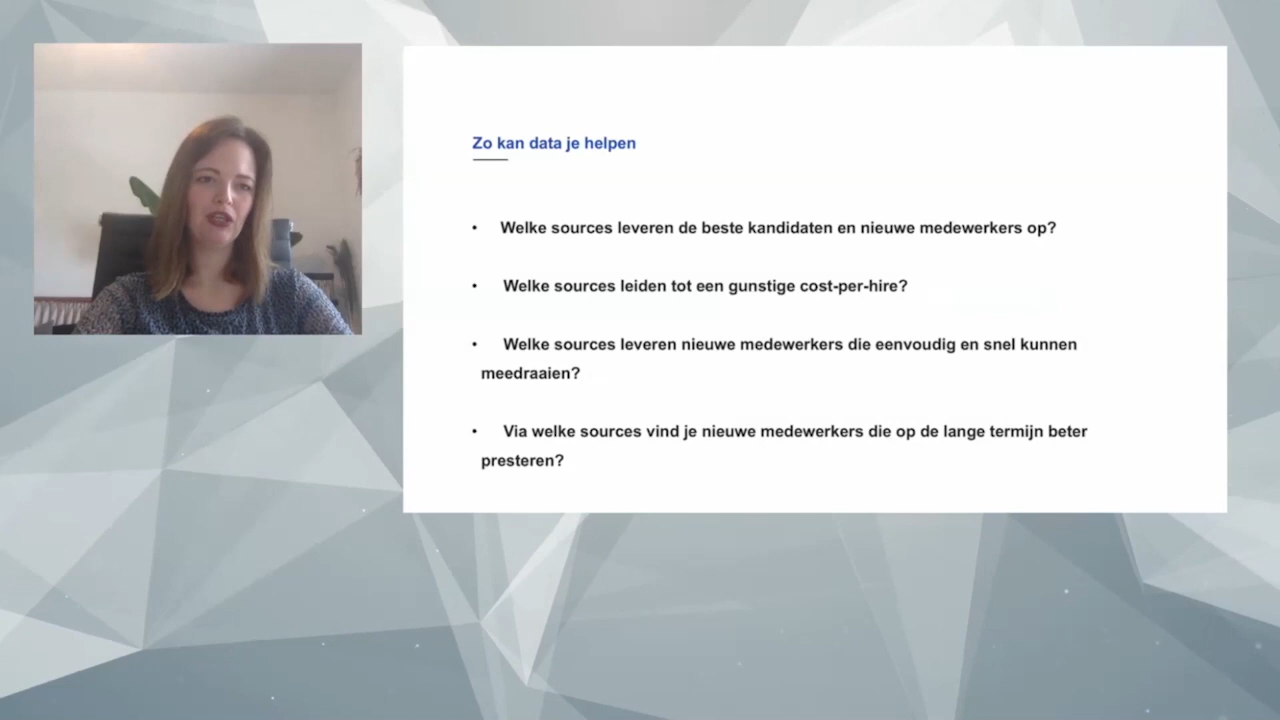 Zo kan data je helpen
• Welke sources leveren de beste kandidaten en nieuwe medewerkers op?
• Welke sources leiden tot een gunstige cost-per-hire?
• Welke sources leveren nieuwe medewerkers die eenvoudig en snel kunnen
meedraaien?
• Via welke sources vind je nieuwe medewerkers die op de lange termijn beter
presteren?